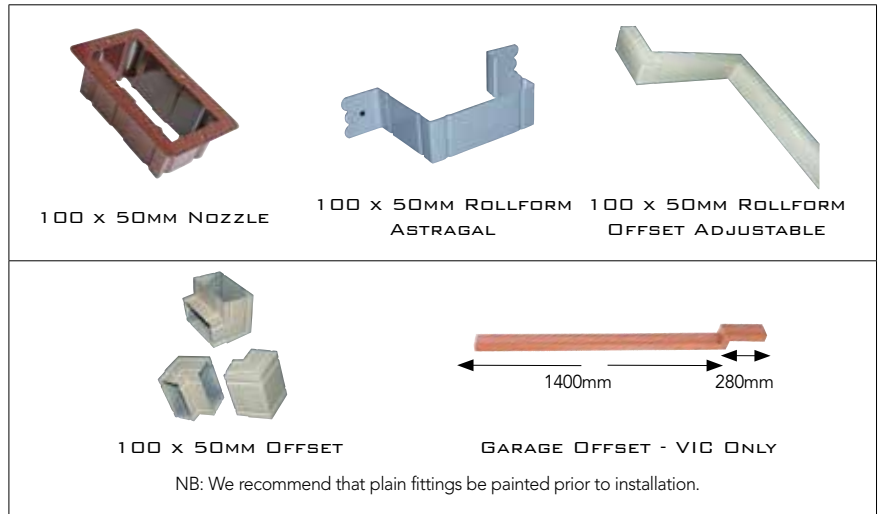 100 x 50mm Nozzle
100 x 50mm Rollform
Astragal
100 x 50mm Rollform
Offset Adjustable
1400mm
280mm
100 x 50mm Offset
Garage Offset - VIC Only
NB: We recommend that plain fittings be painted prior to installation.